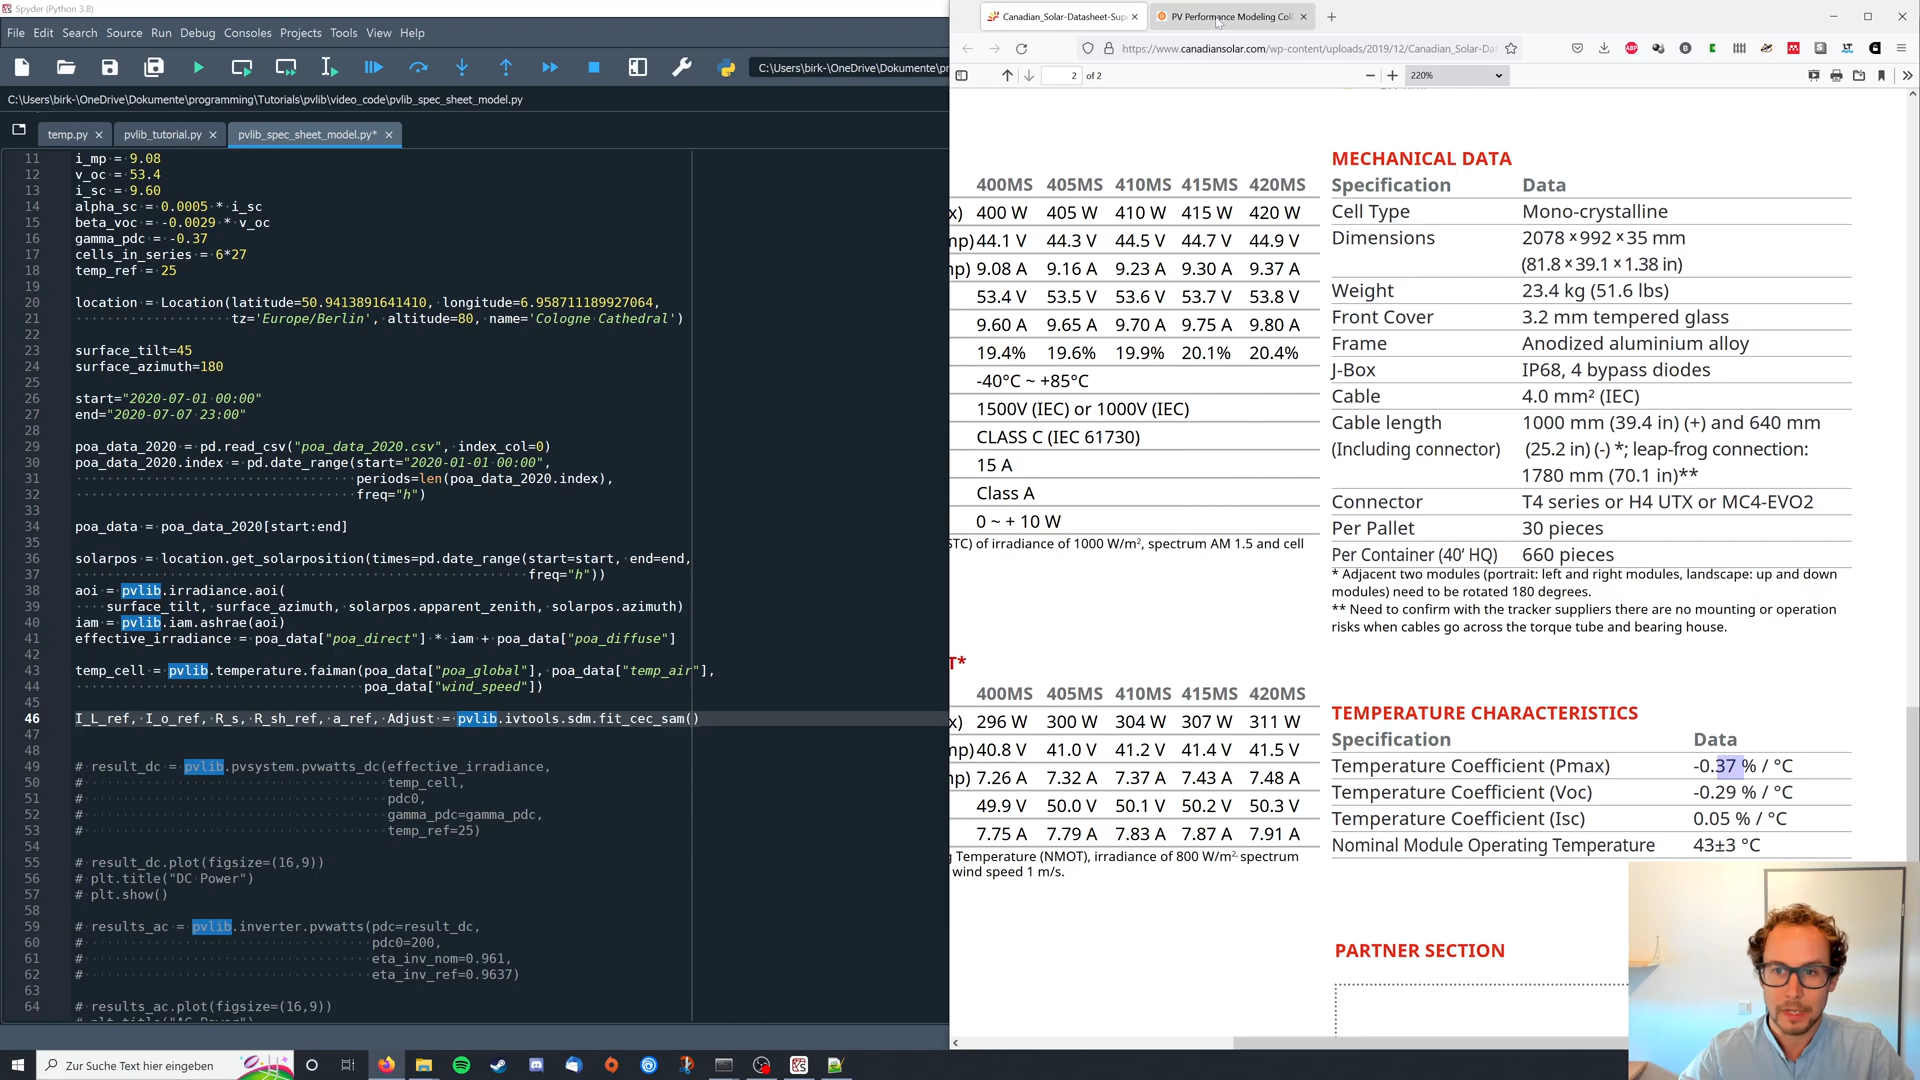 Spyder (Python 3.8)
File Edit Search Source Run Debug Consoles Projects Tools View Help
C:\Users\birk-\OneDrive\Dokumente\pr
C:\Users\birk-\OneDrive\Dokumente\programming\Tutorials\pvlib\video_code\pvlib_spec_sheet_model.py
temp.py pvlib_tutorial.py pvlib_spec_sheet_model.py*
11 i_mp = 9.08
12 v_oc = 53.4
13 i_sc = 9.60
14 alpha_sc = 0.0005 * i_sc
15 beta_voc = -0.0029 * v_oc
16 gamma_pdc = -0.37
17 cells_in_series = 6*27
18 temp_ref = 25
19
20 location = Location(latitude=50.9413891641410, longitude=6.958711189927064,
21 tz='Europe/Berlin', altitude=80, name='Cologne Cathedral')
22
23 surface_tilt=45
24 surface_azimuth=180
25
26 start="2020-07-01 00:00"
27 end="2020-07-07 23:00"
28
29 poa_data_2020 = pd.read_csv("poa_data_2020.csv", index_col=0)
30 poa_data_2020.index = pd.date_range(start="2020-01-01 00:00",
31 periods=len(poa_data_2020.index),
32 freq="h")
33
34 poa_data = poa_data_2020[start:end]
35
36 solarpos = location.get_solarposition(times=pd.date_range(start=start, end=end,
37 freq="h"))
38 aoi = pvlib.irradiance.aoi(
39 surface_tilt, surface_azimuth, solarpos.apparent_zenith, solarpos.azimuth)
40 iam = pvlib.iam.ashrae(aoi)
41 effective_irradiance = poa_data["poa_direct"] * iam + poa_data["poa_diffuse"]
42
43 temp_cell = pvlib.temperature.faiman(poa_data["poa_global"], poa_data["temp_air"],
44 poa_data["wind_speed"])
45
46 I_L_ref, I_o_ref, R_s, R_sh_ref, a_ref, Adjust = pvlib.ivtools.sdm.fit_cec_sam()
47
48
49 # result_dc = pvlib.pvsystem.pvwatts_dc(effective_irradiance,
50 # temp_cell,
51 # pdc0,
52 # gamma_pdc=gamma_pdc,
53 # temp_ref=25)
54
55 # result_dc.plot(figsize=(16,9))
56 # plt.title("DC Power")
57 # plt.show()
58
59 # results_ac = pvlib.inverter.pvwatts(pdc=result_dc,
60 # pdc0=200,
61 # eta_inv_nom=0.961,
62 # eta_inv_ref=0.9637)
63
64 # results_ac.plot(figsize=(16,9))
Zur Suche Text hier eingeben
Canadian_Solar-Datasheet-Sup PV Performance Modeling Col
https://www.canadiansolar.com/wp-content/uploads/2019/12/Canadian_Solar-Da
2 of 2 220%
400MS 405MS 410MS 415MS 420MS
x) 400 W 405 W 410 W 415 W 420 W
np) 44.1 V 44.3 V 44.5 V 44.7 V 44.9 V
np) 9.08 A 9.16 A 9.23 A 9.30 A 9.37 A
53.4 V 53.5 V 53.6 V 53.7 V 53.8 V
9.60 A 9.65 A 9.70 A 9.75 A 9.80 A
19.4% 19.6% 19.9% 20.1% 20.4%
-40°C ~ +85°C
1500V (IEC) or 1000V (IEC)
CLASS C (IEC 61730)
15 A
Class A
0 ~ + 10 W
STC) of irradiance of 1000 W/m², spectrum AM 1.5 and cell
T*
400MS 405MS 410MS 415MS 420MS
x) 296 W 300 W 304 W 307 W 311 W
np) 40.8 V 41.0 V 41.2 V 41.4 V 41.5 V
np) 7.26 A 7.32 A 7.37 A 7.43 A 7.48 A
49.9 V 50.0 V 50.1 V 50.2 V 50.3 V
7.75 A 7.79 A 7.83 A 7.87 A 7.91 A
g Temperature (NMOT), irradiance of 800 W/m², spectrum
wind speed 1 m/s.
MECHANICAL DATA
Specification Data
Cell Type Mono-crystalline
Dimensions 2078 × 992 × 35 mm
(81.8 × 39.1 × 1.38 in)
Weight 23.4 kg (51.6 lbs)
Front Cover 3.2 mm tempered glass
Frame Anodized aluminium alloy
J-Box IP68, 4 bypass diodes
Cable 4.0 mm² (IEC)
Cable length 1000 mm (39.4 in) (+) and 640 mm
(Including connector) (25.2 in) (-) *; leap-frog connection:
1780 mm (70.1 in)**
Connector T4 series or H4 UTX or MC4-EVO2
Per Pallet 30 pieces
Per Container (40' HQ) 660 pieces
* Adjacent two modules (portrait: left and right modules, landscape: up and down
modules) need to be rotated 180 degrees.
** Need to confirm with the tracker suppliers there are no mounting or operation
risks when cables go across the torque tube and bearing house.
TEMPERATURE CHARACTERISTICS
Specification Data
Temperature Coefficient (Pmax) -0.37 % / °C
Temperature Coefficient (Voc) -0.29 % / °C
Temperature Coefficient (Isc) 0.05 % / °C
Nominal Module Operating Temperature 43±3 °C
PARTNER SECTION